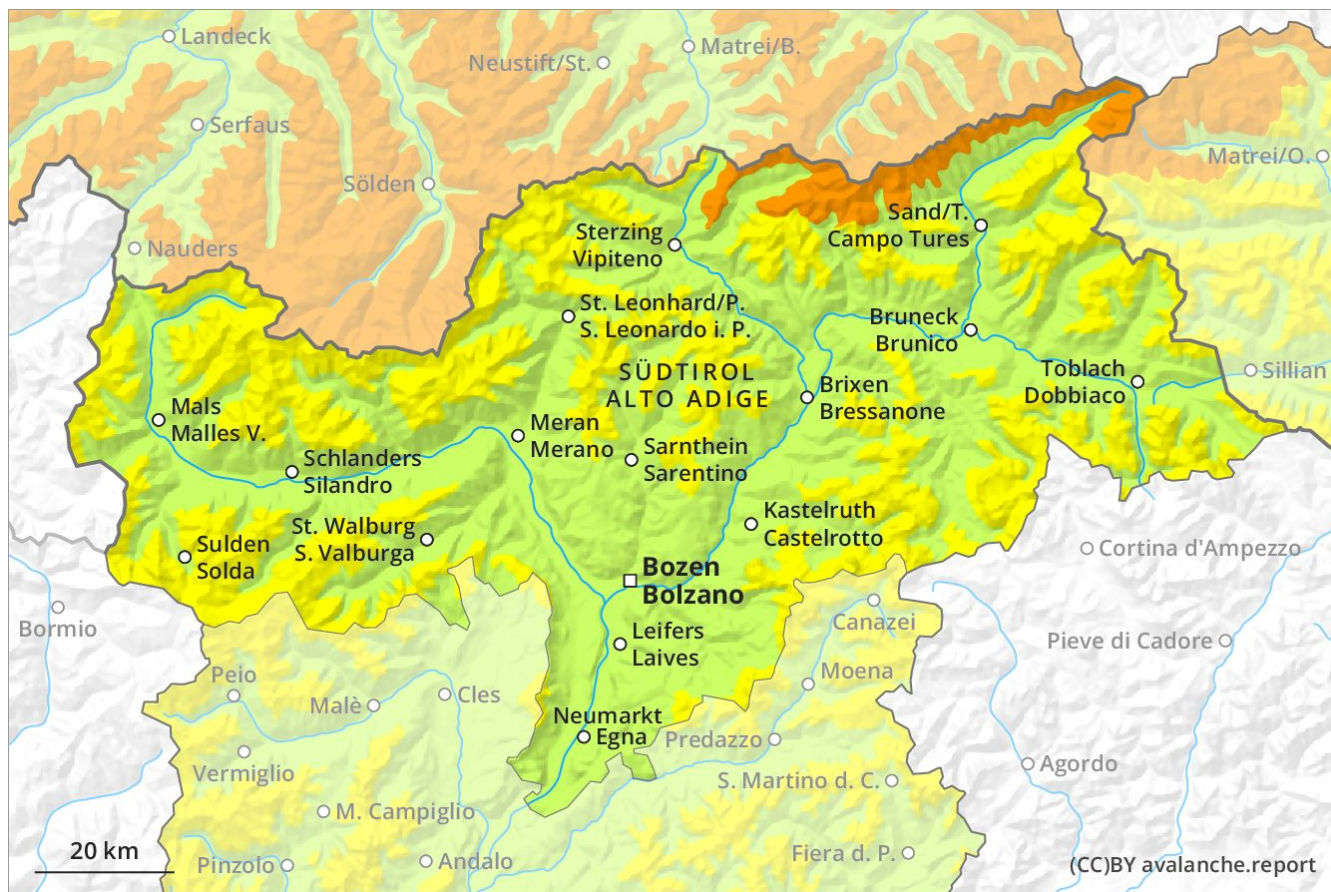 Landeck
Matrei/B.
Neustift/St.
Serfaus
Matrei/O.
Sölden
Sand/T.
Campo Tures
Sterzing
Vipiteno
Nauders
St. Leonhard/P.
S. Leonardo i. P.
Bruneck
Brunico
SÜDTIROL
ALTO ADIGE
Toblach
Dobbiaco
Sillian
Brixen
Bressanone
Mals
Malles V.
Meran
Merano
Sarnthein
Sarentino
Schlanders
Silandro
Kastelruth
Castelrotto
St. Walburg
S. Valburga
Sulden
Solda
Cortina d'Ampezzo
Bozen
Bolzano
Bormio
Canazei
Leifers
Laives
Pieve di Cadore
Peio
Moena
Malè
Cles
Neumarkt
Egna
Predazzo
Vermiglio
Agordo
S. Martino d. C.
M. Campiglio
20 km
Pinzolo
Andalo
Fiera d. P.
(CC)BY avalanche.report